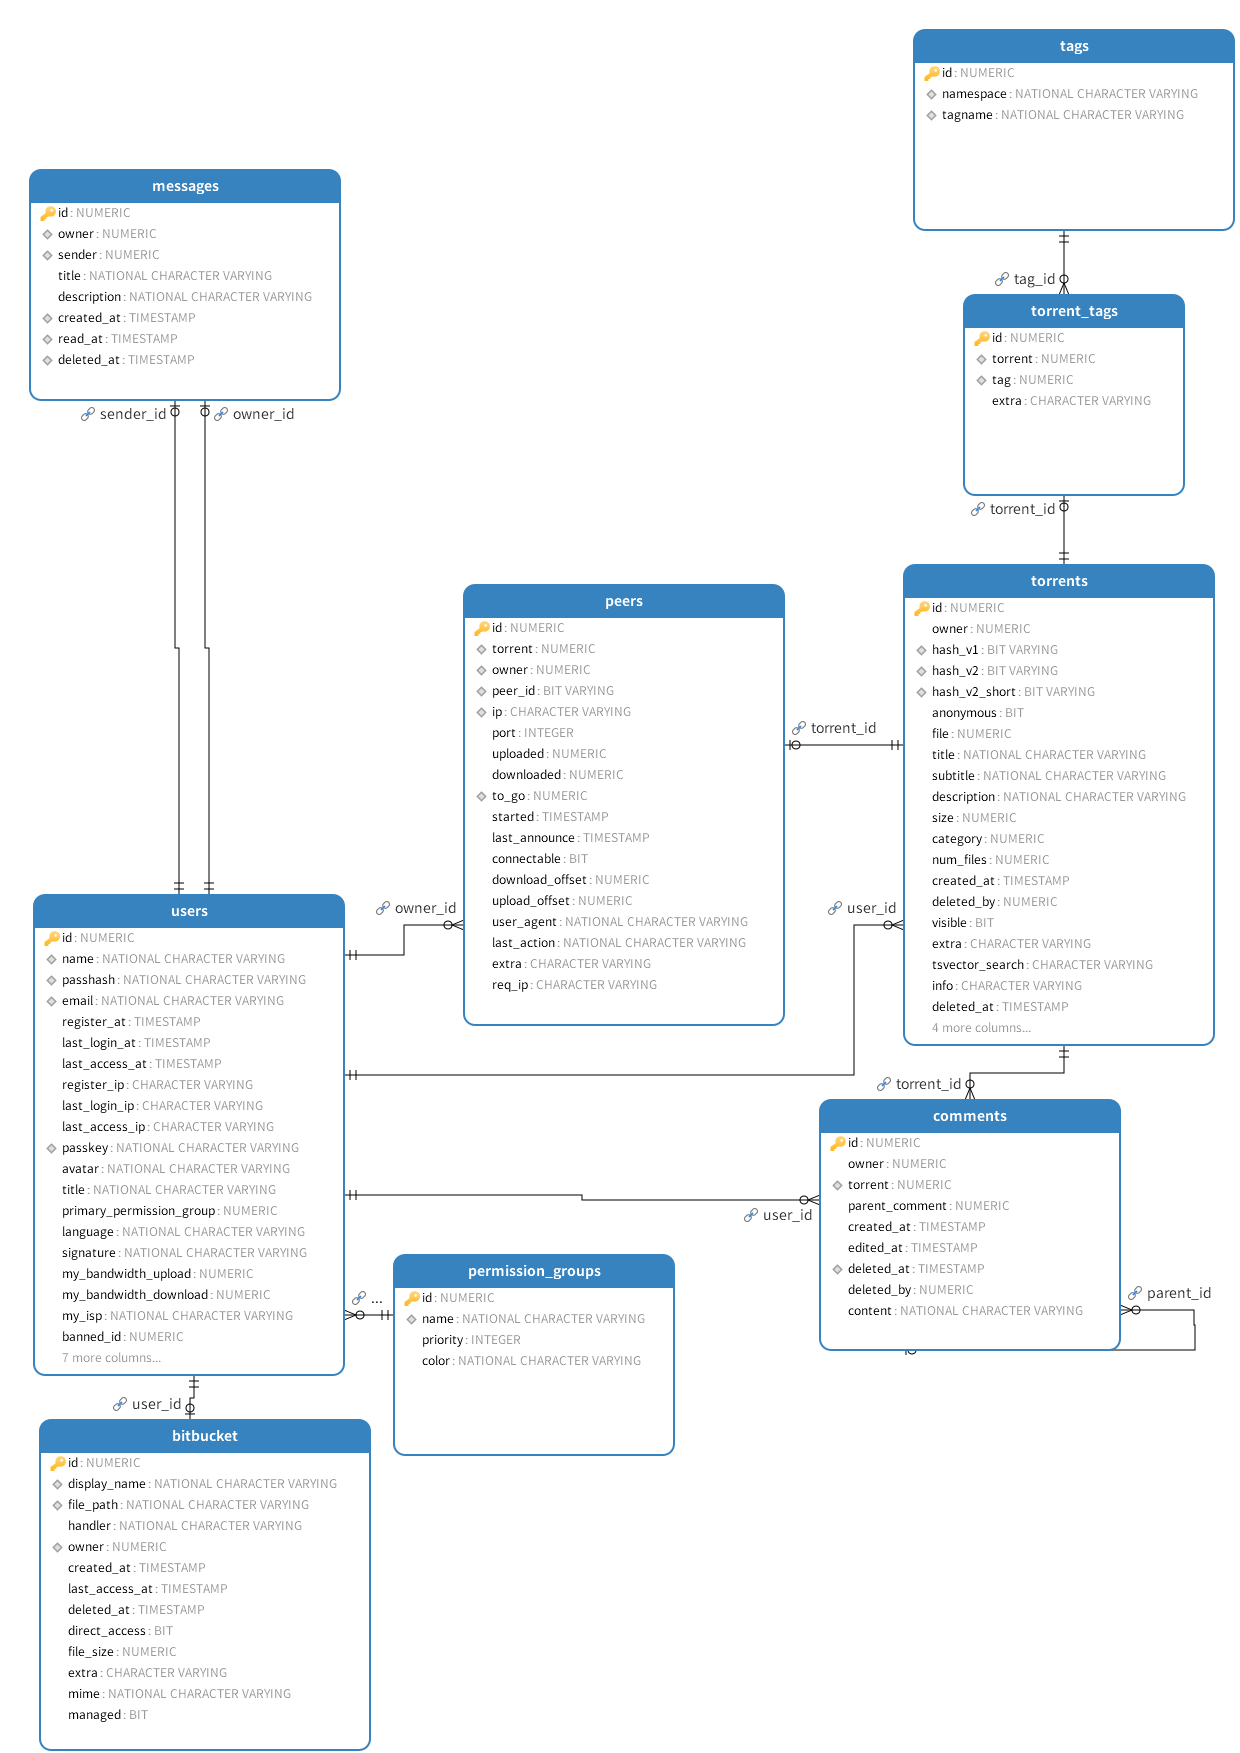 tags
id: NUMERIC
namespace: NATIONAL CHARACTER VARYING
tagname: NATIONAL CHARACTER VARYING
messages
id: NUMERIC
owner: NUMERIC
sender: NUMERIC
title: NATIONAL CHARACTER VARYING
description: NATIONAL CHARACTER VARYING
created_at: TIMESTAMP
read_at: TIMESTAMP
deleted_at: TIMESTAMP
sender_id
owner_id
tag_id
torrent_tags
id: NUMERIC
torrent: NUMERIC
tag: NUMERIC
extra: CHARACTER VARYING
torrent_id
peers
id: NUMERIC
torrent: NUMERIC
owner: NUMERIC
peer_id: BIT VARYING
ip: CHARACTER VARYING
port: INTEGER
uploaded: NUMERIC
downloaded: NUMERIC
to_go: NUMERIC
started: TIMESTAMP
last_announce: TIMESTAMP
connectable: BIT
download_offset: NUMERIC
upload_offset: NUMERIC
user_agent: NATIONAL CHARACTER VARYING
last_action: NATIONAL CHARACTER VARYING
extra: CHARACTER VARYING
req_ip: CHARACTER VARYING
torrent_id
torrents
id: NUMERIC
owner: NUMERIC
hash_v1: BIT VARYING
hash_v2: BIT VARYING
hash_v2_short: BIT VARYING
anonymous: BIT
file: NUMERIC
title: NATIONAL CHARACTER VARYING
subtitle: NATIONAL CHARACTER VARYING
description: NATIONAL CHARACTER VARYING
size: NUMERIC
category: NUMERIC
num_files: NUMERIC
created_at: TIMESTAMP
deleted_by: NUMERIC
visible: BIT
extra: CHARACTER VARYING
tsvector_search: CHARACTER VARYING
info: CHARACTER VARYING
deleted_at: TIMESTAMP
4 more columns...
owner_id
user_id
users
id: NUMERIC
name: NATIONAL CHARACTER VARYING
passhash: NATIONAL CHARACTER VARYING
email: NATIONAL CHARACTER VARYING
register_at: TIMESTAMP
last_login_at: TIMESTAMP
last_access_at: TIMESTAMP
register_ip: CHARACTER VARYING
last_login_ip: CHARACTER VARYING
last_access_ip: CHARACTER VARYING
passkey: NATIONAL CHARACTER VARYING
avatar: NATIONAL CHARACTER VARYING
title: NATIONAL CHARACTER VARYING
primary_permission_group: NUMERIC
language: NATIONAL CHARACTER VARYING
signature: NATIONAL CHARACTER VARYING
my_bandwidth_upload: NUMERIC
my_bandwidth_download: NUMERIC
my_isp: NATIONAL CHARACTER VARYING
banned_id: NUMERIC
7 more columns...
torrent_id
comments
id: NUMERIC
owner: NUMERIC
torrent: NUMERIC
parent_comment: NUMERIC
created_at: TIMESTAMP
edited_at: TIMESTAMP
deleted_at: TIMESTAMP
deleted_by: NUMERIC
content: NATIONAL CHARACTER VARYING
user_id
parent_id
...
permission_groups
id: NUMERIC
name: NATIONAL CHARACTER VARYING
priority: INTEGER
color: NATIONAL CHARACTER VARYING
user_id
bitbucket
id: NUMERIC
display_name: NATIONAL CHARACTER VARYING
file_path: NATIONAL CHARACTER VARYING
handler: NATIONAL CHARACTER VARYING
owner: NUMERIC
created_at: TIMESTAMP
last_access_at: TIMESTAMP
deleted_at: TIMESTAMP
direct_access: BIT
file_size: NUMERIC
extra: CHARACTER VARYING
mime: NATIONAL CHARACTER VARYING
managed: BIT